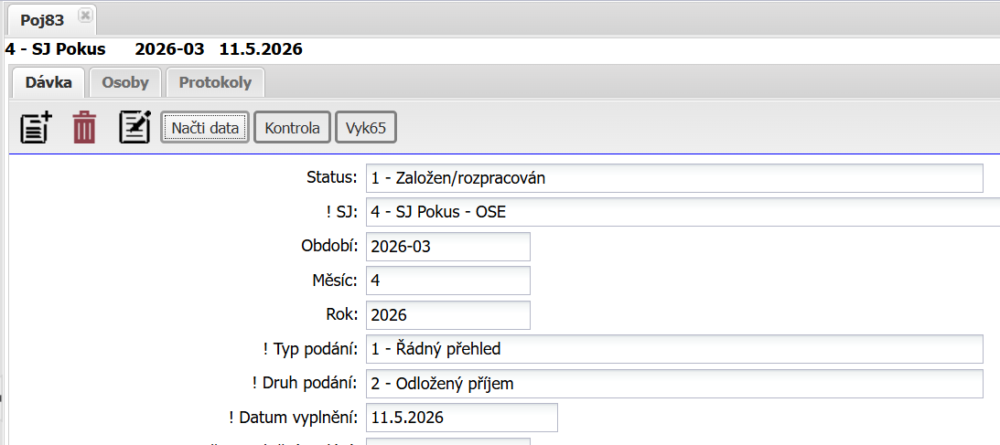 Poj83
4 - SJ Pokus 2026-03 11.5.2026
Dávka Osoby Protokoly
Načti data Kontrola Vyk65
Status: 1 - Založen/rozpracován
! SJ: 4 - SJ Pokus - OSE
Období: 2026-03
Měsíc: 4
Rok: 2026
! Typ podání: 1 - Řádný přehled
! Druh podání: 2 - Odložený příjem
! Datum vyplnění: 11.5.2026